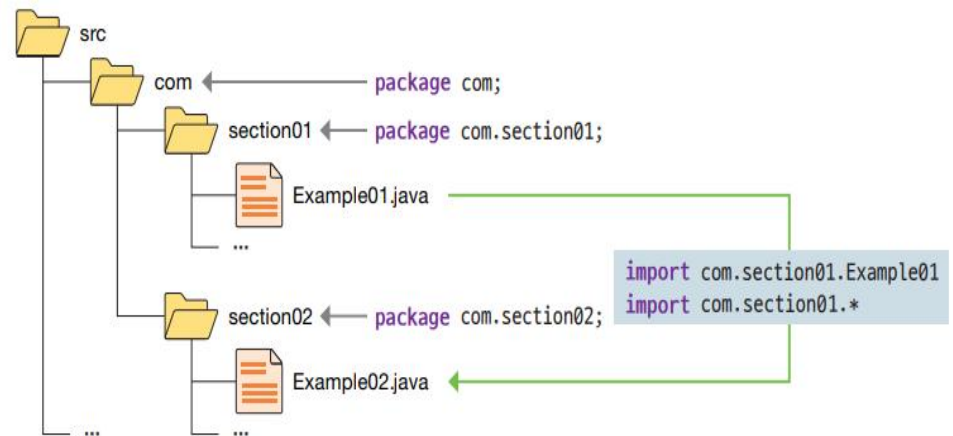 src
com
package com;
section01
package com.section01;
Example01.java
...
import com.section01.Example01
import com.section01.*
section02
package com.section02;
Example02.java
...
...